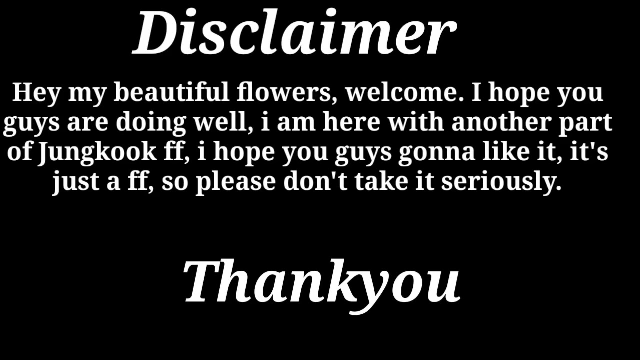 Disclaimer
Hey my beautiful flowers, welcome. I hope you
guys are doing well, i am here with another part
of Jungkook ff, i hope you guys gonna like it, it's
just a ff, so please don't take it seriously.
Thankyou